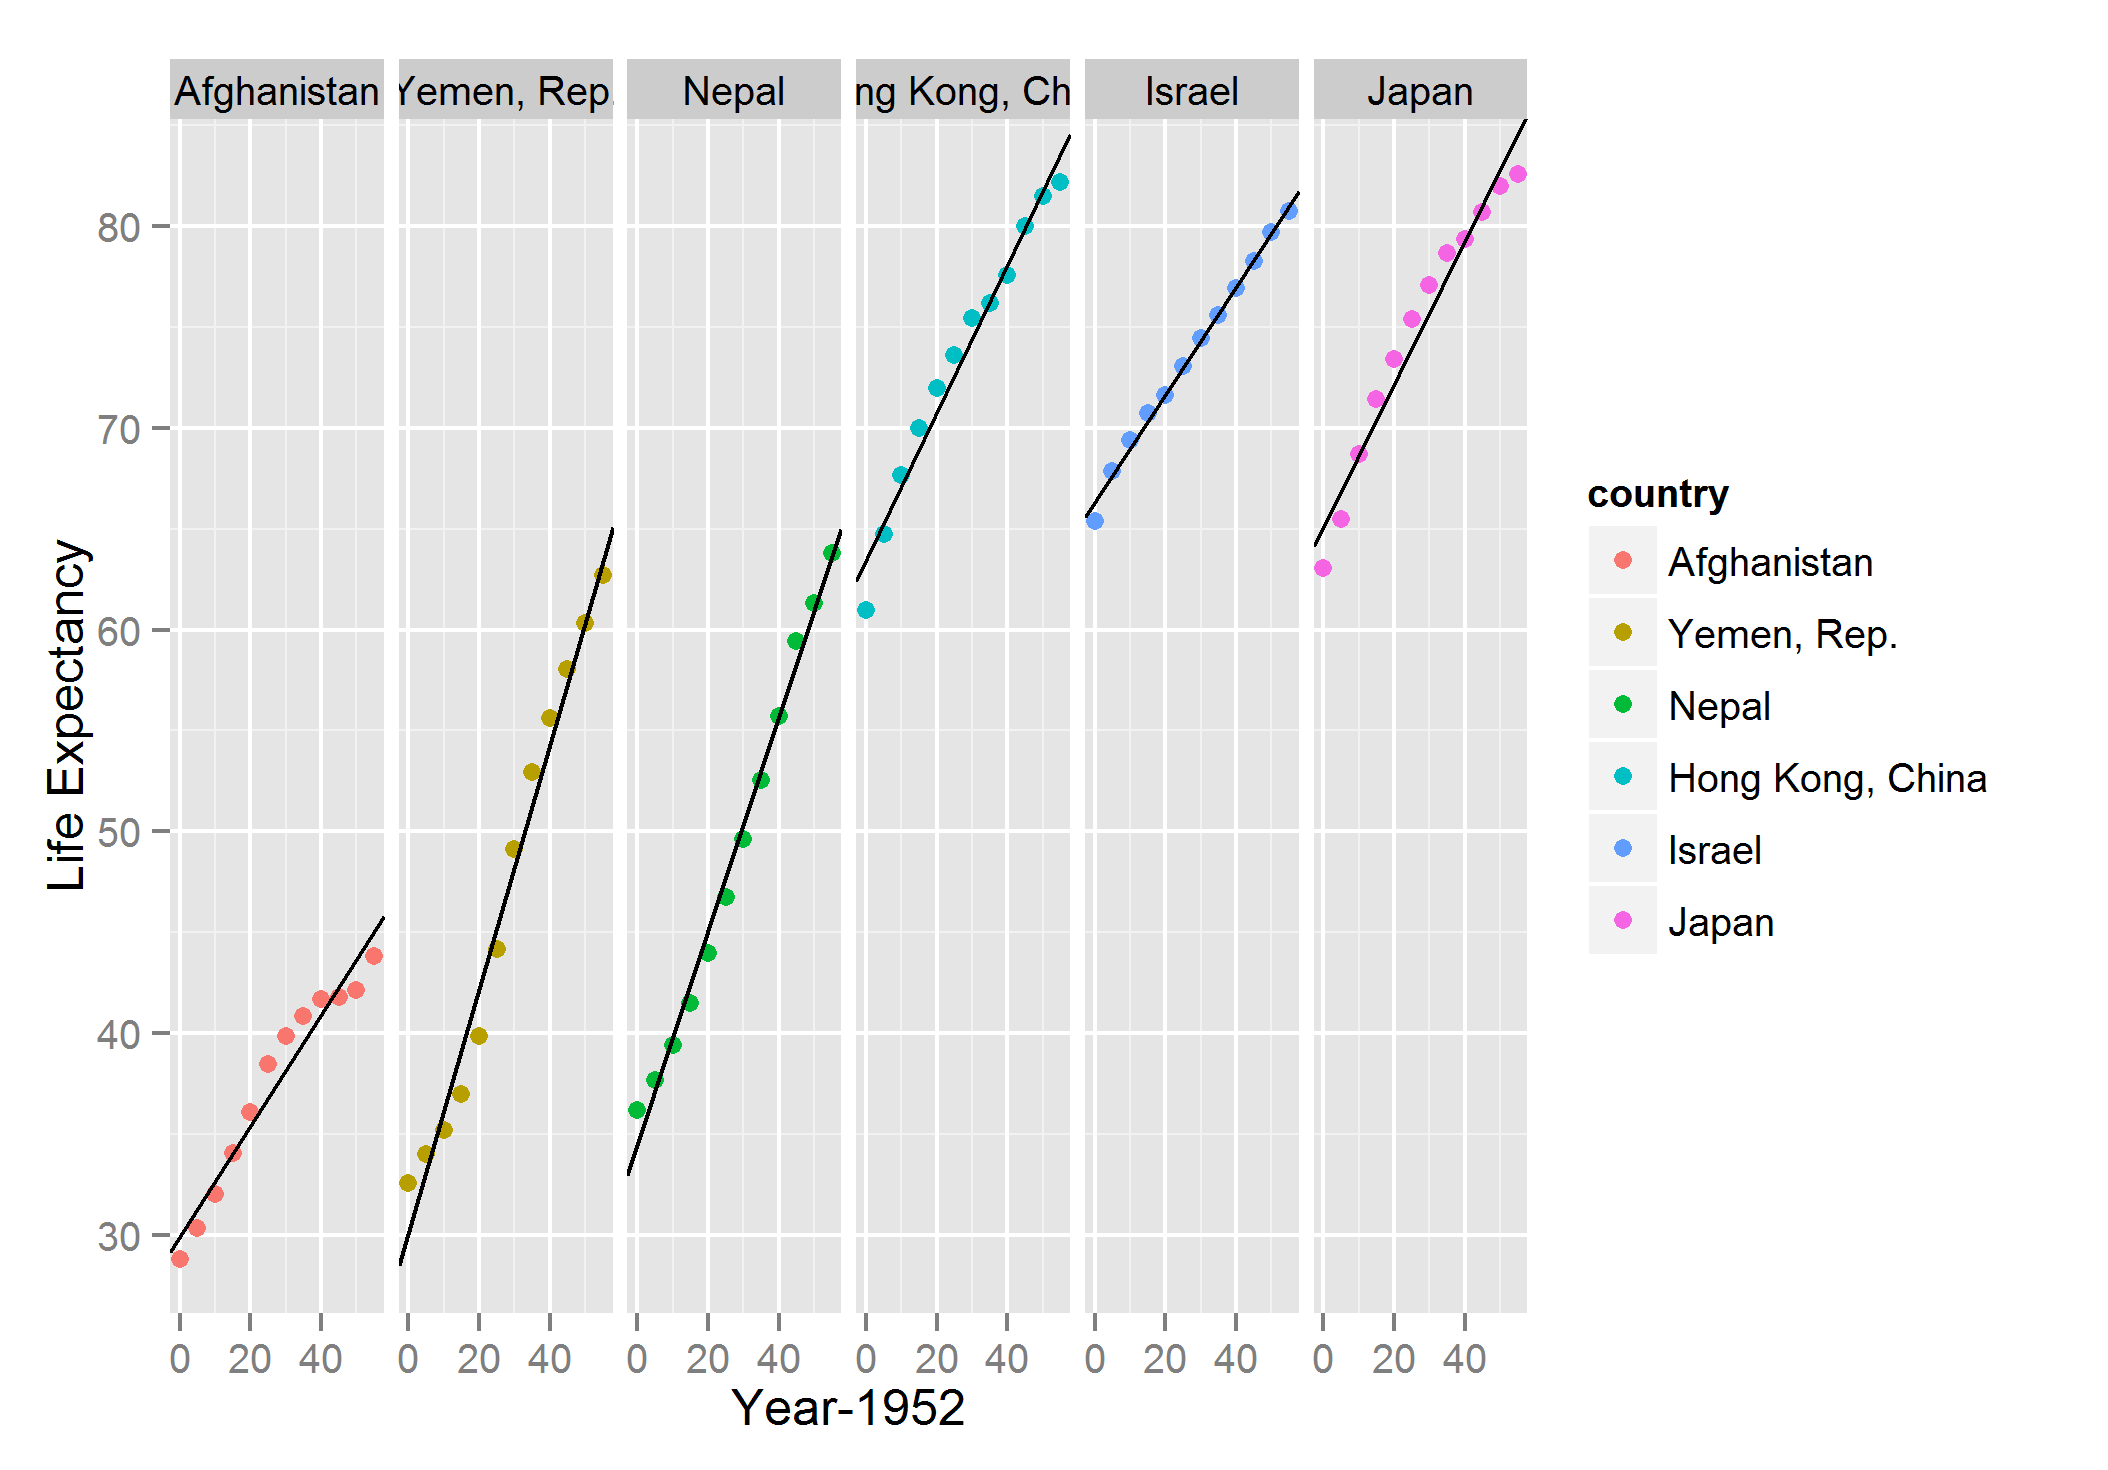 Afghanistan Yemen, Rep. Nepal ng Kong, Ch Israel Japan
80
70
60
50
40
30
Life Expectancy
0 20 40 0 20 40 0 20 40 0 20 40 0 20 40 0 20 40
Year-1952
country
Afghanistan
Yemen, Rep.
Nepal
Hong Kong, China
Israel
Japan